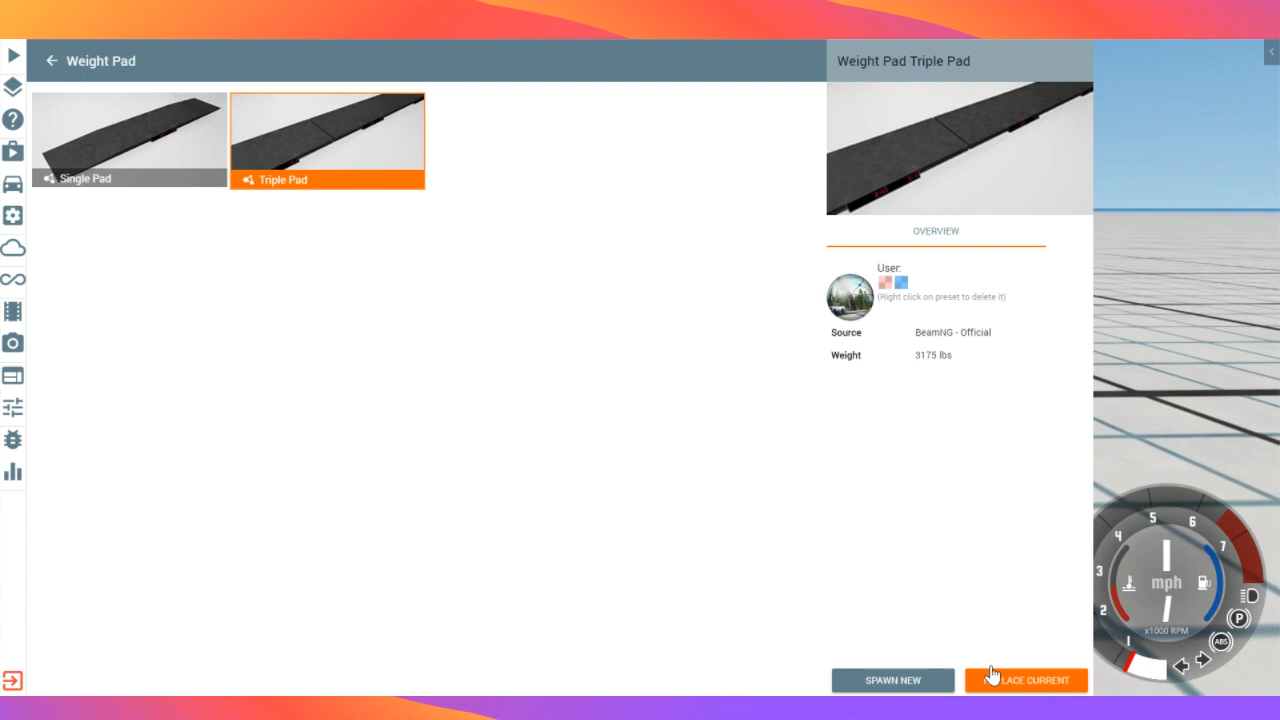 Weight Pad
Weight Pad Triple Pad
Single Pad
Triple Pad
OVERVIEW
User:
(Right click on preset to delete it)
Source BeamNG - Official
Weight 3175 lbs
SPAWN NEW
LACE CURRENT
1
2
3
4
5
6
7
mph
x1000 RPM
P
ABS